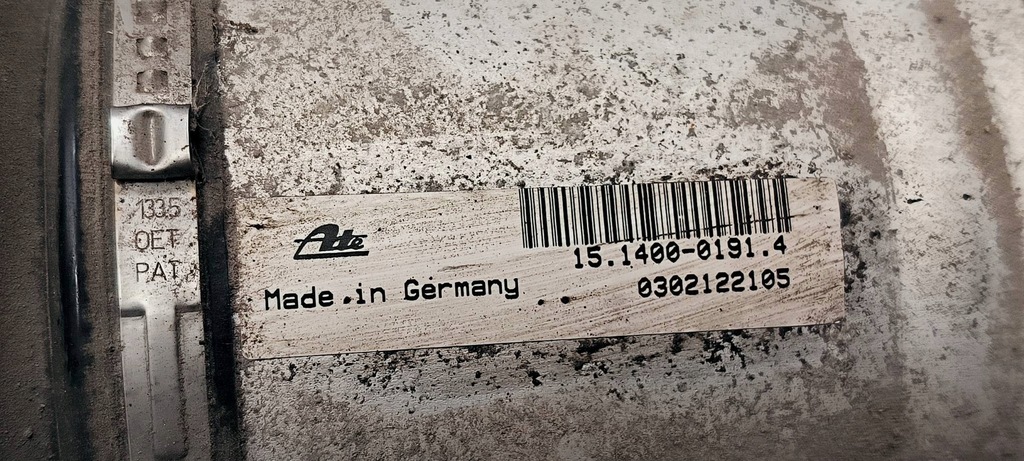 133.5
OET
PAT
Ate
15.1400-0191.4
Made in Germany
0302122105